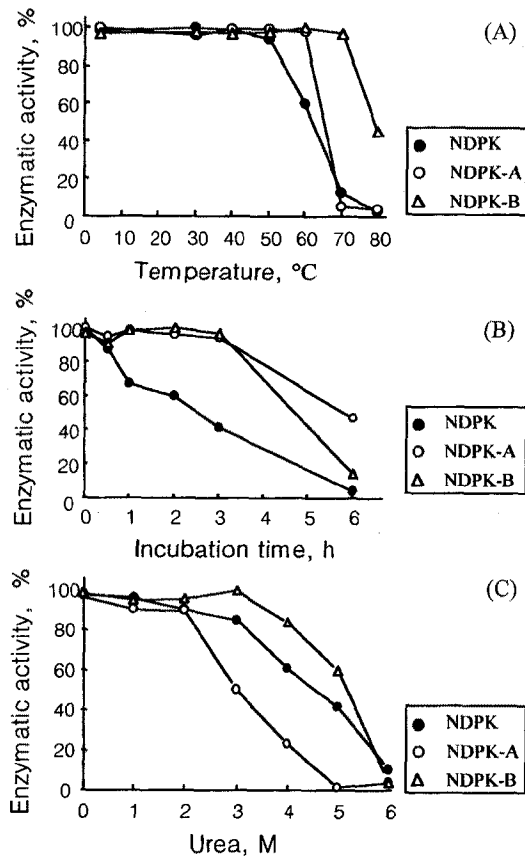 (A)
Enzymatic activity, %
100
80
60
40
20
0
0 10 20 30 40 50 60 70 80
Temperature, °C
NDPK
NDPK-A
NDPK-B
(B)
Enzymatic activity, %
100
80
60
40
20
0
0 1 2 3 4 5 6
Incubation time, h
NDPK
NDPK-A
NDPK-B
(C)
Enzymatic activity, %
100
80
60
40
20
0
0 1 2 3 4 5 6
Urea, M
NDPK
NDPK-A
NDPK-B